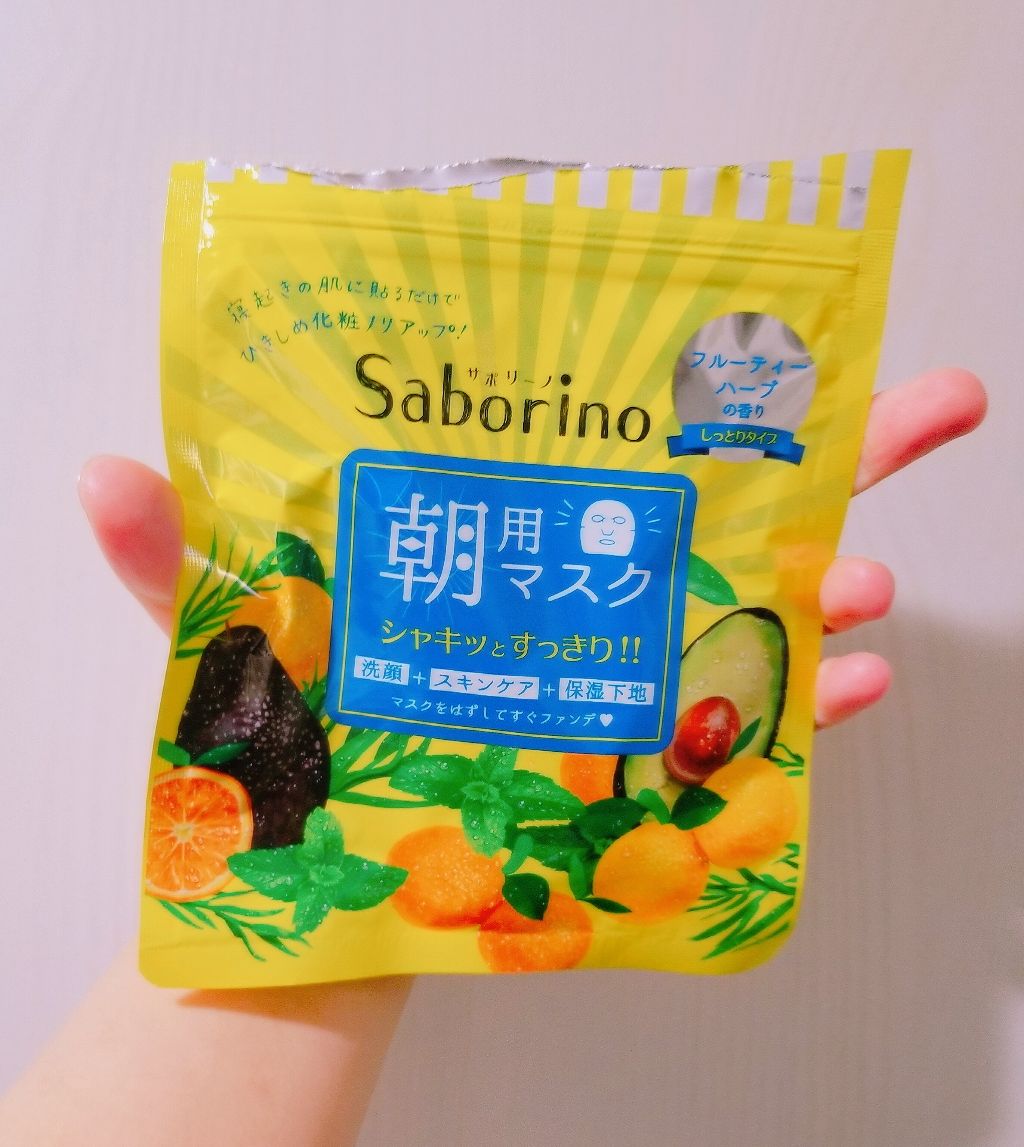 寝起きの肌に貼るだけで
ひきしめ化粧ノリアップ!
サボリーノ
Saborino
フルーティー
ハーブ
の香り
しっとりタイプ
朝用
マスク
シャキッとすっきり!!
洗顔+スキンケア+保湿下地
マスクをはずしてすぐファンデ♥